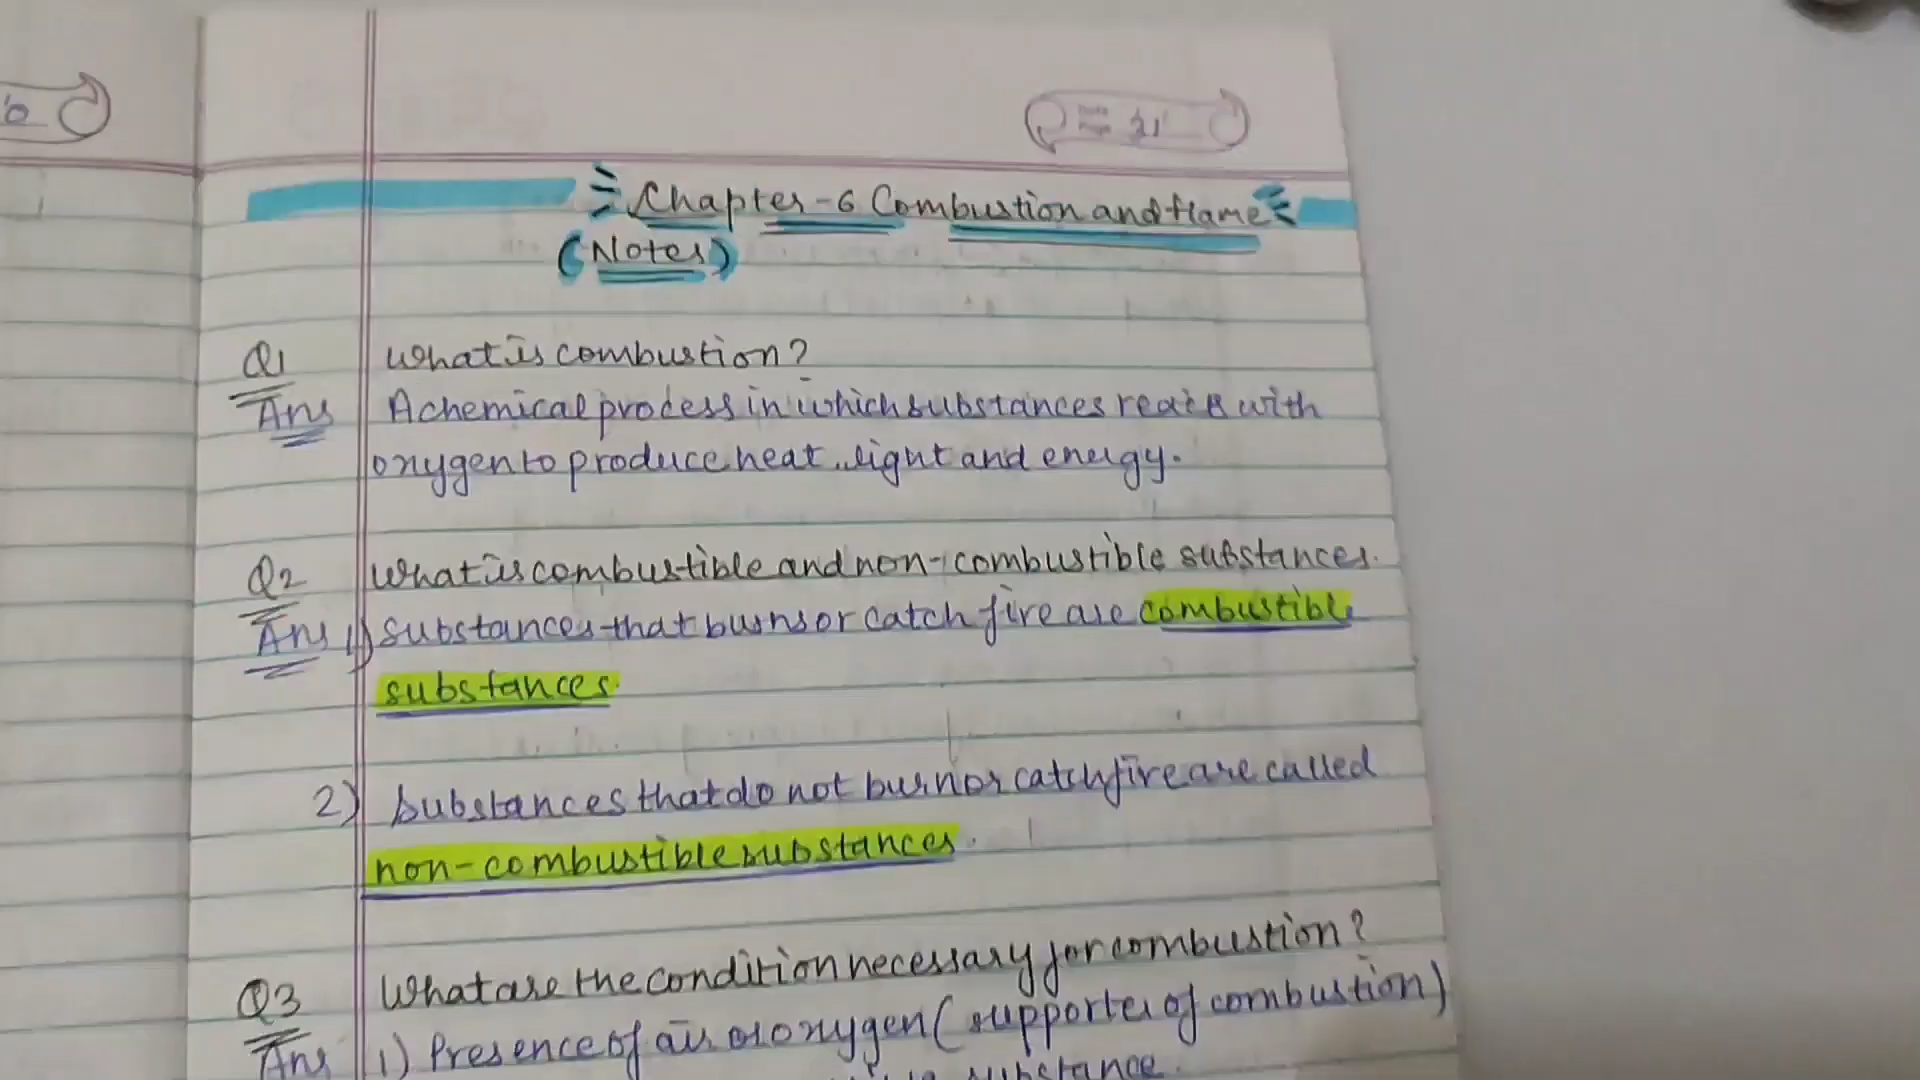 Chapter-6 Combustion and flame
(Notes)
Q1 What is combustion?
Ans A chemical process in which substances reacts with
oxygen to produce heat, light and energy.
Q2 What is combustible and non-combustible substances.
Ans 1) substances that burns or catch fire are combustible
substances.
2) Substances that do not burn or catch fire are called
non-combustible substances.
Q3 What are the condition necessary for combustion?
Ans 1) Presence of air or oxygen (supporter of combustion)
substance.